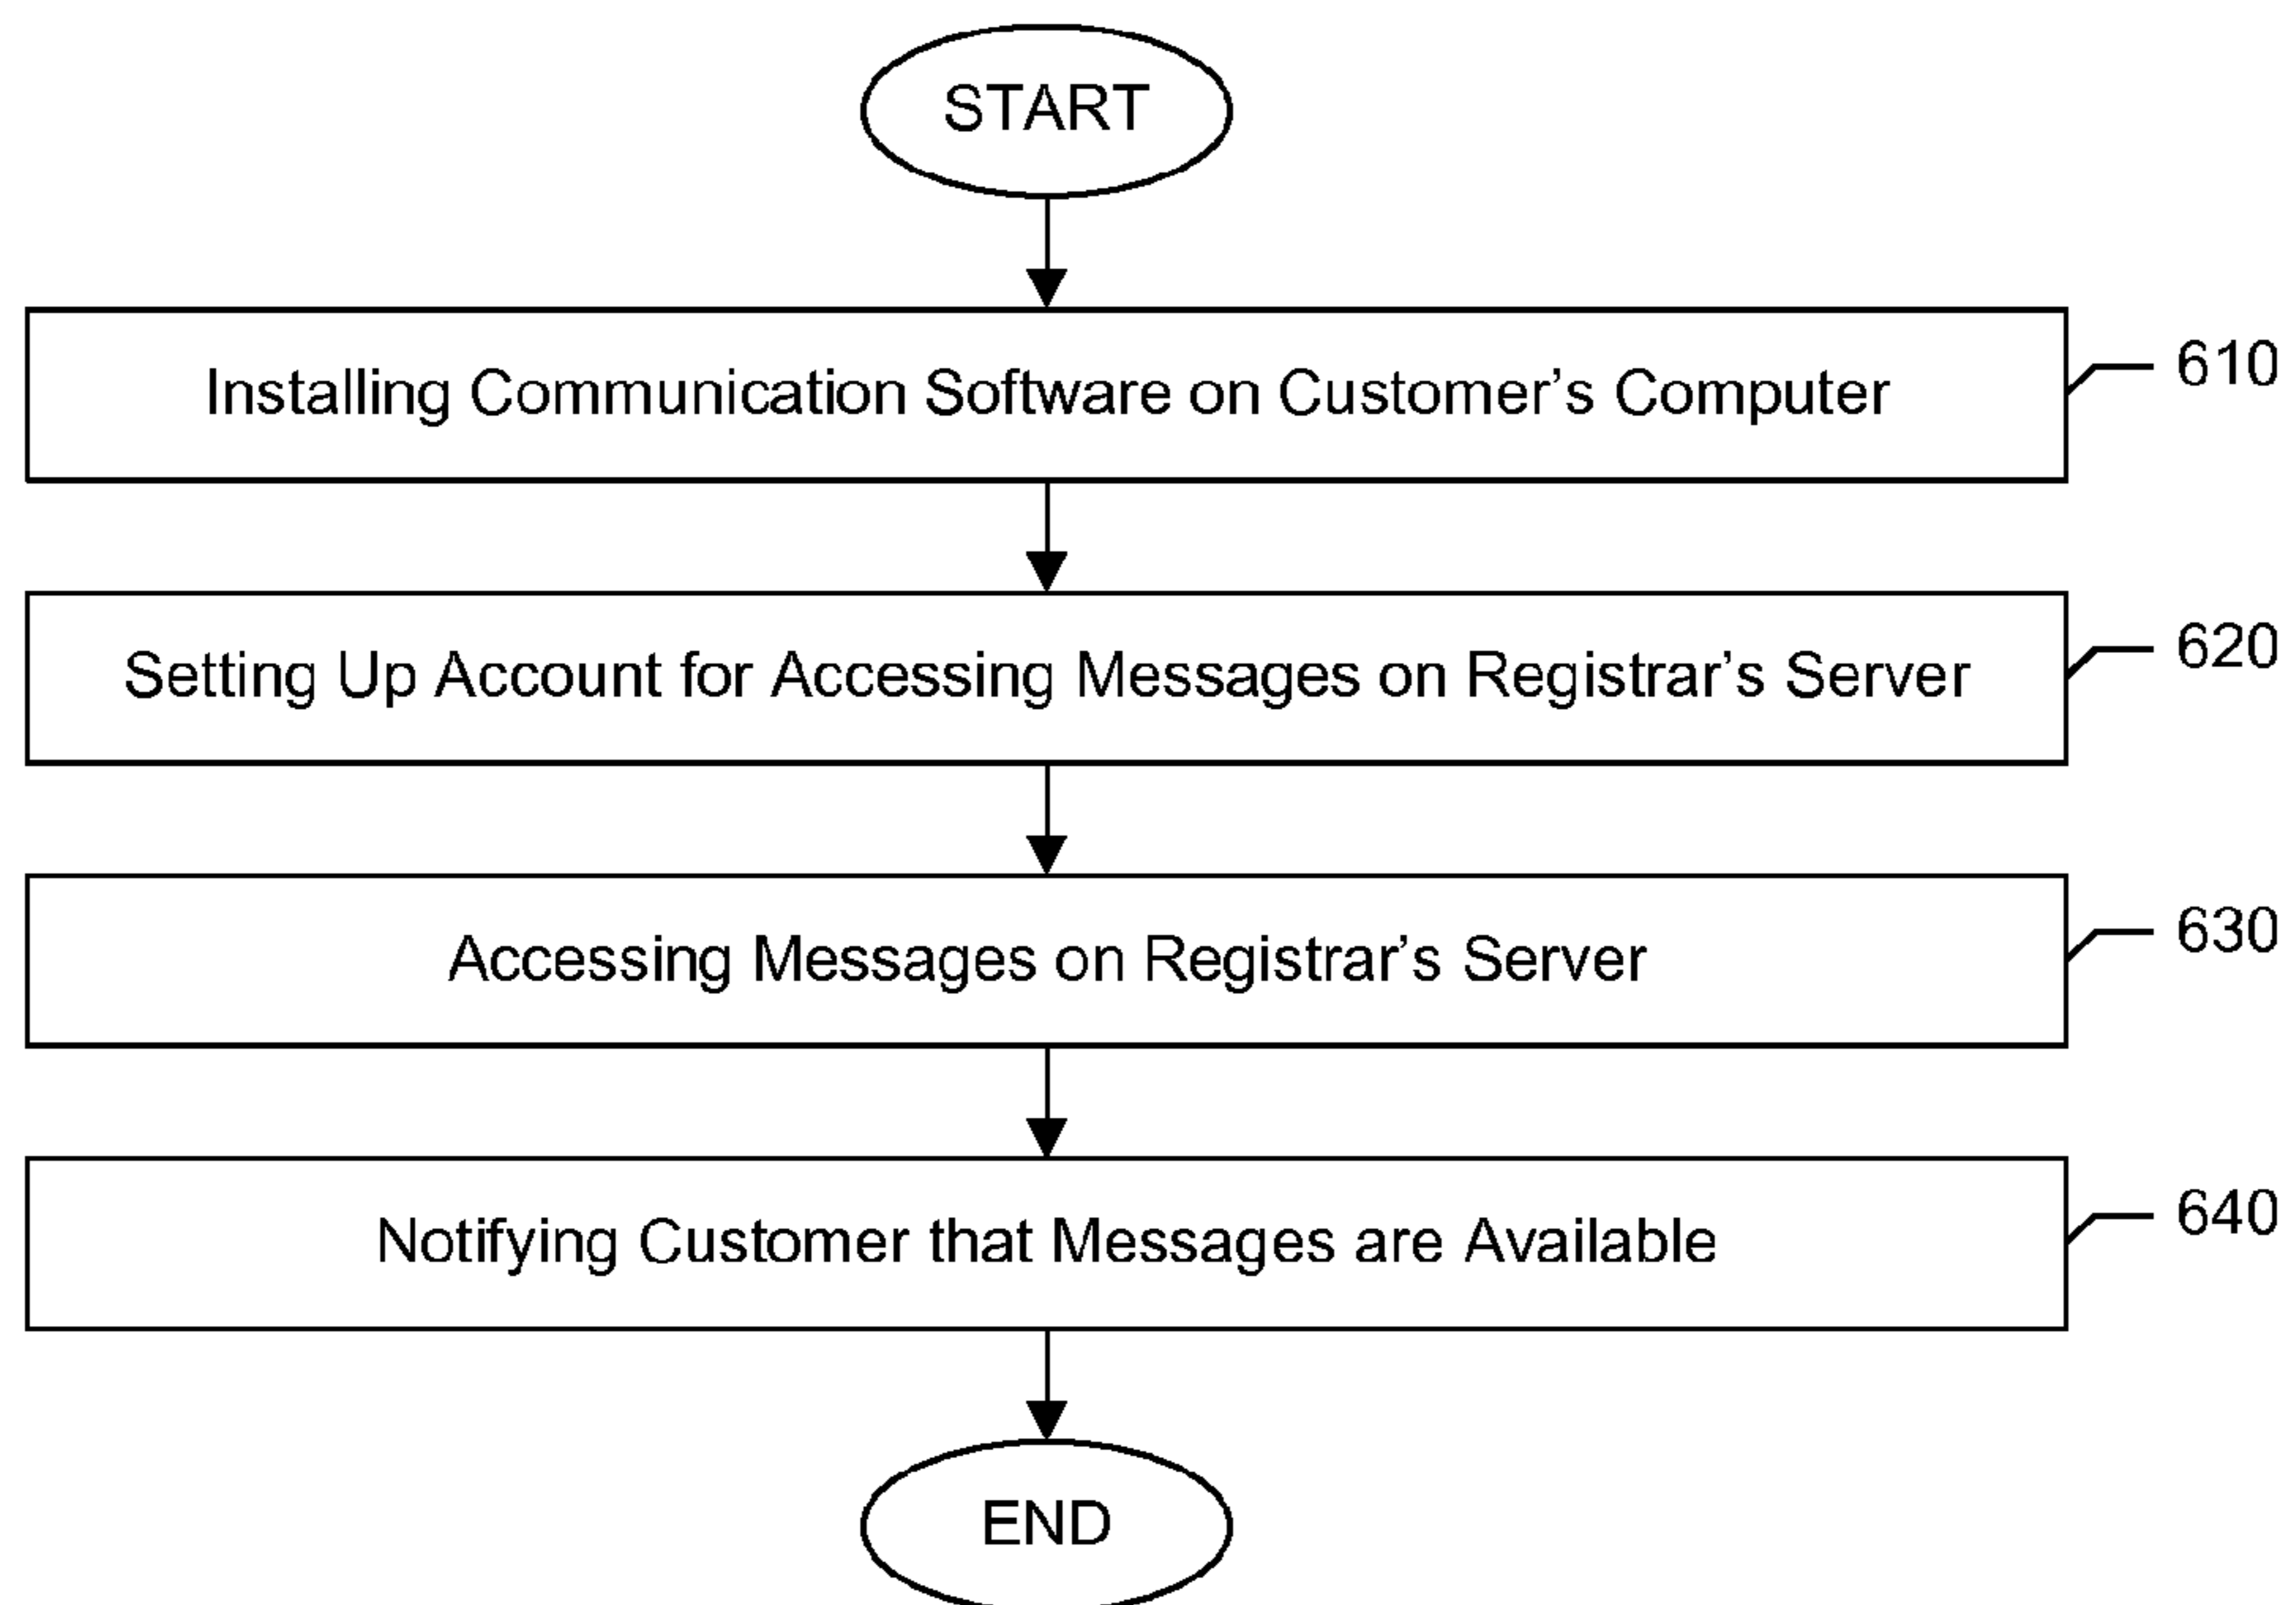 START
Installing Communication Software on Customer’s Computer
610
Setting Up Account for Accessing Messages on Registrar’s Server
620
Accessing Messages on Registrar’s Server
630
Notifying Customer that Messages are Available
640
END